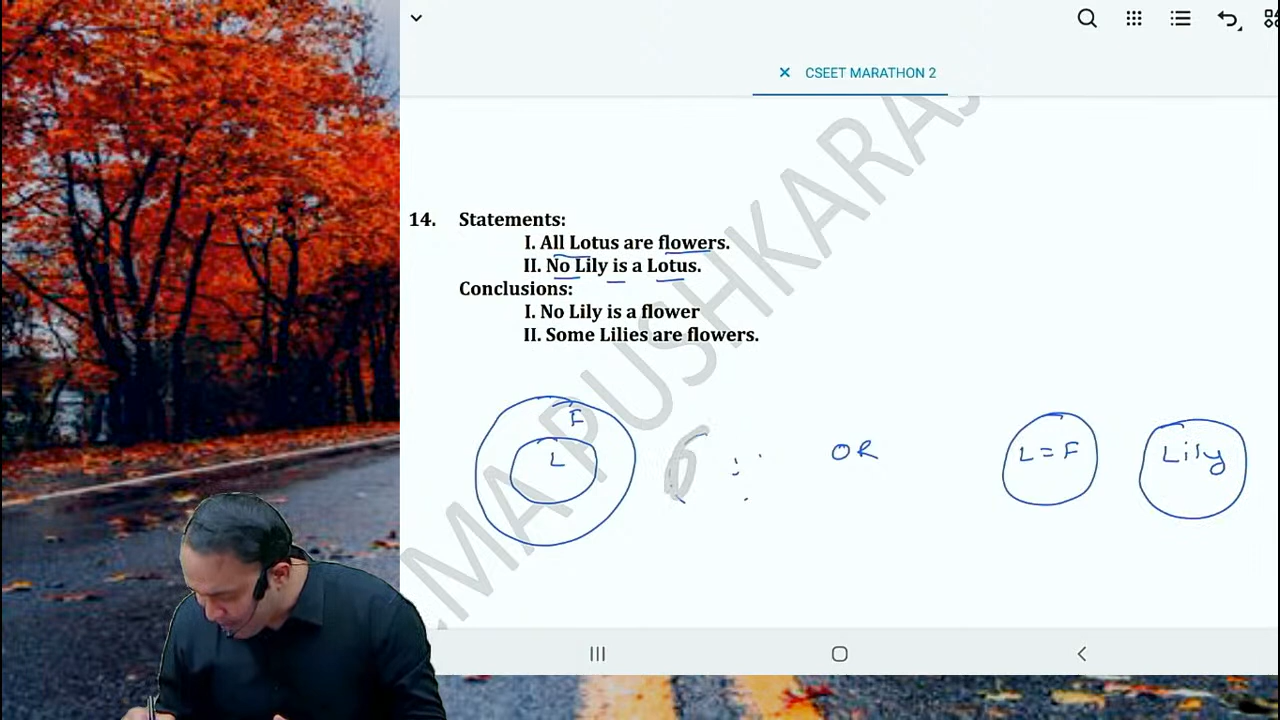 CSEET MARATHON 2
14. Statements:
I. All Lotus are flowers.
II. No Lily is a Lotus.
Conclusions:
I. No Lily is a flower
II. Some Lilies are flowers.
F
L
OR
L = F
Lily